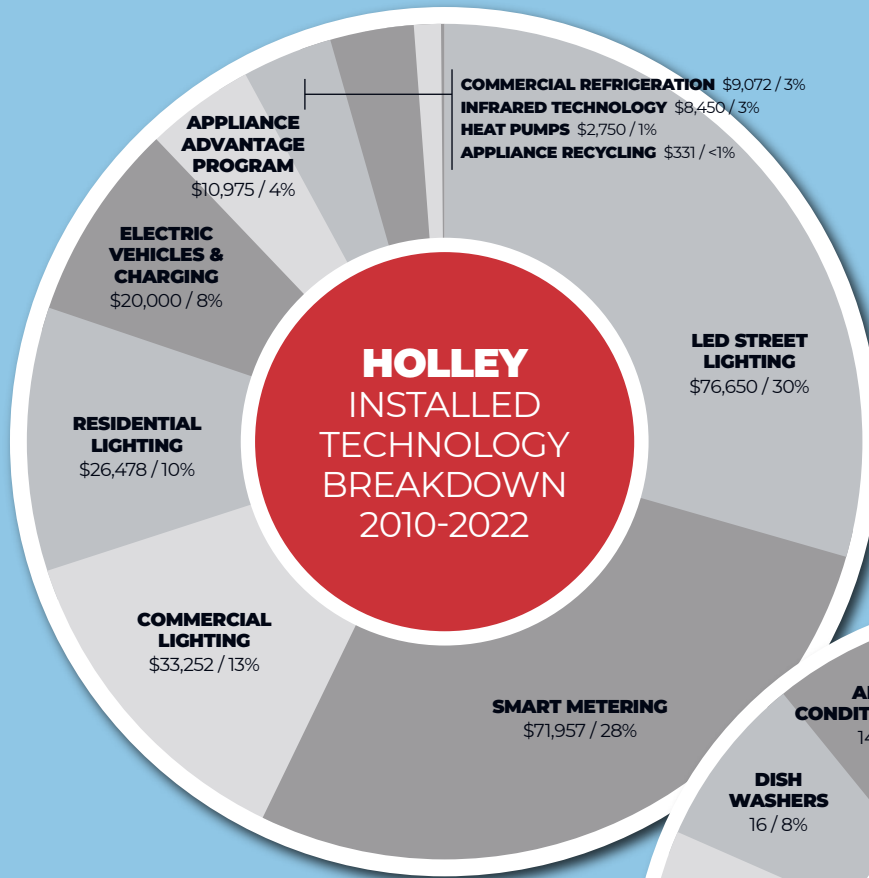 COMMERCIAL REFRIGERATION $9,072 / 3%
INFRARED TECHNOLOGY $8,450 / 3%
HEAT PUMPS $2,750 / 1%
APPLIANCE RECYCLING $331 / <1%
APPLIANCE
ADVANTAGE
PROGRAM
$10,975 / 4%
ELECTRIC
VEHICLES &
CHARGING
$20,000 / 8%
RESIDENTIAL
LIGHTING
$26,478 / 10%
COMMERCIAL
LIGHTING
$33,252 / 13%
HOLLEY
INSTALLED
TECHNOLOGY
BREAKDOWN
2010-2022
LED STREET
LIGHTING
$76,650 / 30%
SMART METERING
$71,957 / 28%
DISH
WASHERS
16 / 8%